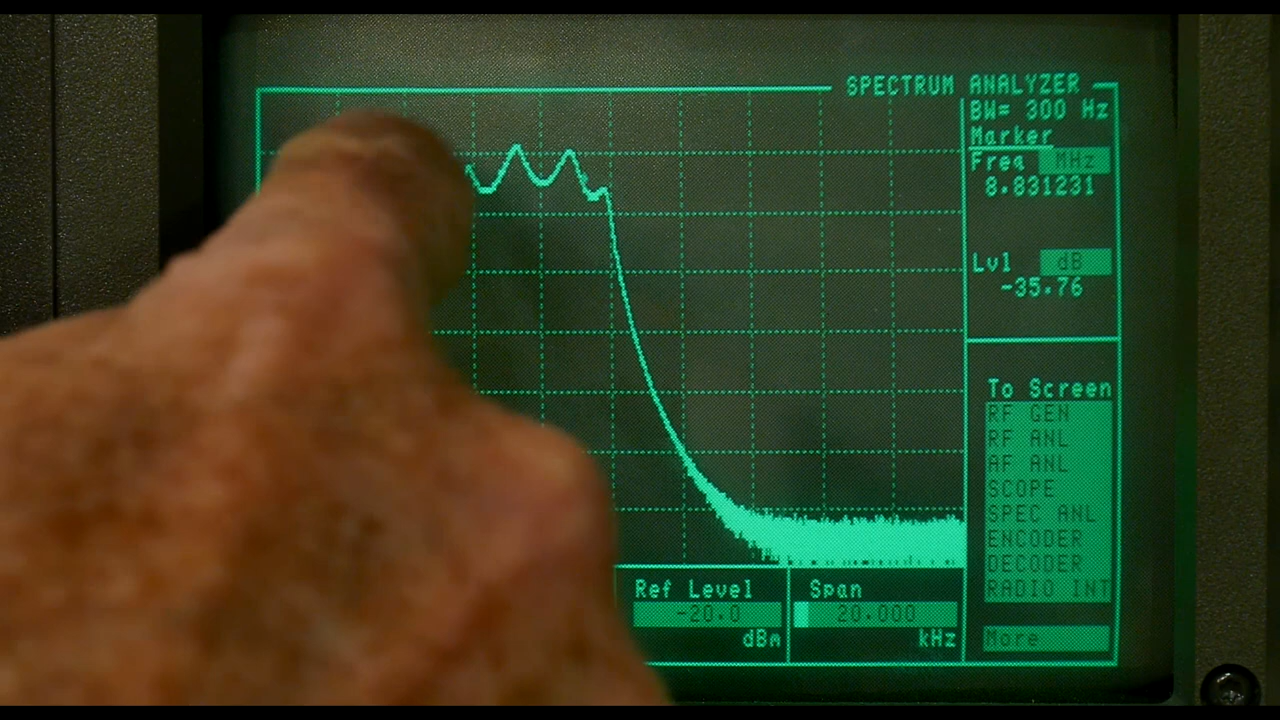 SPECTRUM ANALYZER
BW= 300 Hz
Marker
Freq MHz
8.831231
Lvl dB
-35.76
To Screen
RF GEN
RF ANL
AF ANL
SCOPE
SPEC ANL
ENCODER
DECODER
RADIO INT
More
Ref Level
-20.0
dBm
Span
20.000
kHz